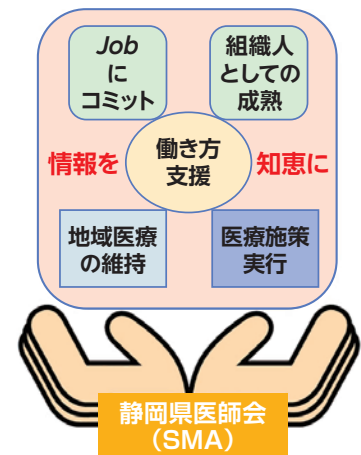 Job
に
コミット
組織人
としての
成熟
情報を
働き方
支援
知恵に
地域医療
の維持
医療施策
実行
静岡県医師会
（SMA）